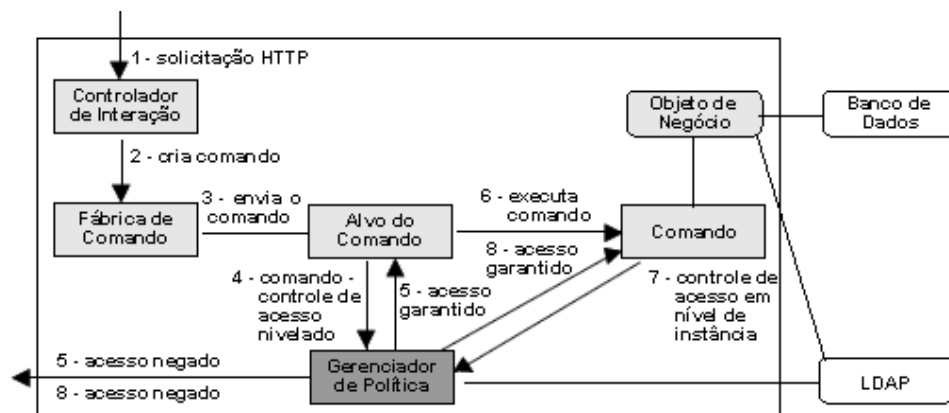 1 - solicitação HTTP
Controlador
de Interação
Objeto de
Negócio
Banco de
Dados
2 - cria comando
3 - envia o
comando
6 - executa
comando
Fábrica de
Comando
Alvo do
Comando
Comando
8 - acesso
garantido
4 - comando -
controle de
acesso
nivelado
5 - acesso
garantido
7 - controle de
acesso em
nível de
instância
5 - acesso negado
8 - acesso negado
Gerenciador
de Política
LDAP